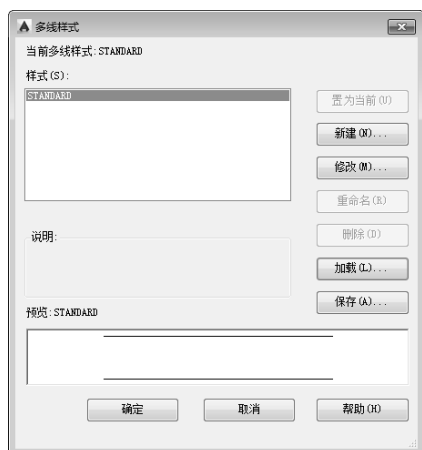 多线样式
当前多线样式:STANDARD
样式(S):
STANDARD
置为当前(U)
新建(N)...
修改(M)...
重命名(R)
说明:
删除(D)
加载(L)...
保存(A)...
预览:STANDARD
确定
取消
帮助(H)